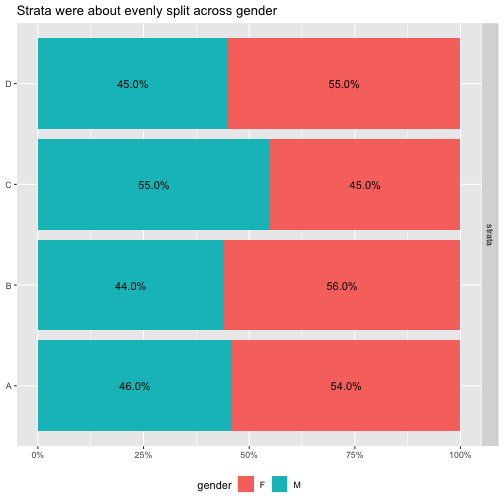 Strata were about evenly split across gender
D
45.0%
55.0%
C
55.0%
45.0%
strata
B
44.0%
56.0%
A
46.0%
54.0%
0%
25%
50%
75%
100%
gender
F
M